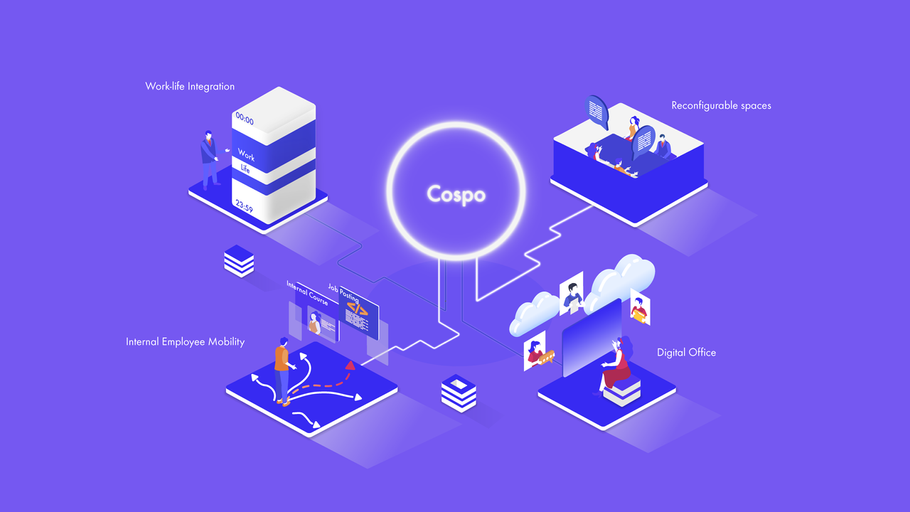 Work-life Integration
00:00
Work
Life
23:59
Cospo
Reconfigurable spaces
Internal Course
Job Posting
</>
Internal Employee Mobility
Digital Office